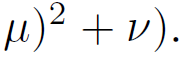 μ)² + ν).